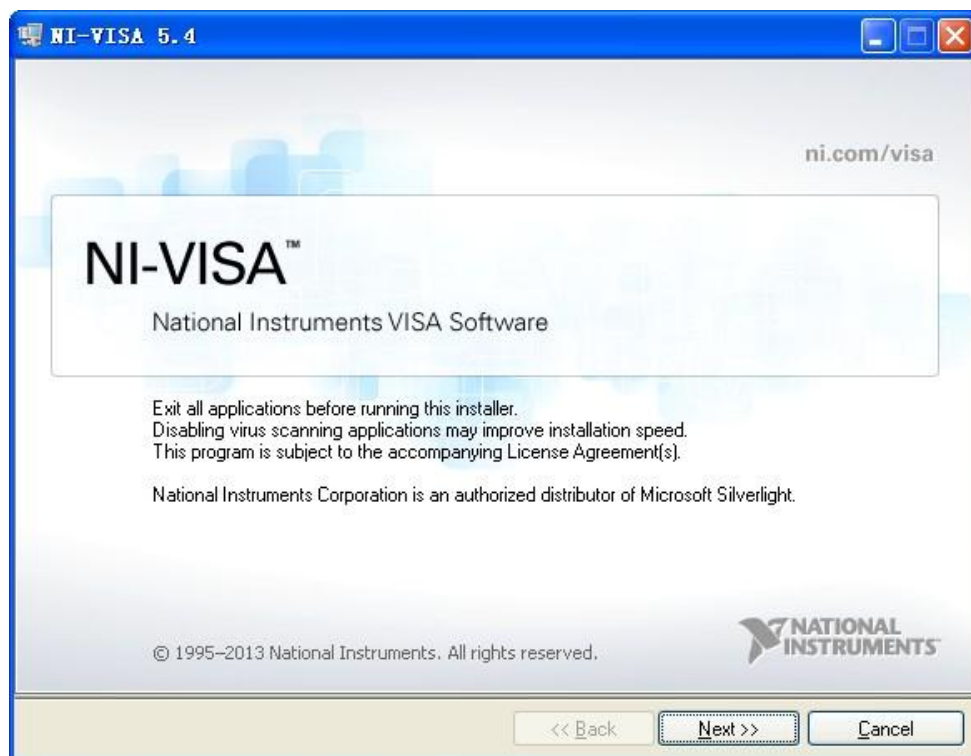 NI-VISA 5.4
ni.com/visa
NI-VISA™
National Instruments VISA Software
Exit all applications before running this installer.
Disabling virus scanning applications may improve installation speed.
This program is subject to the accompanying License Agreement(s).
National Instruments Corporation is an authorized distributor of Microsoft Silverlight.
NATIONAL
INSTRUMENTS
© 1995–2013 National Instruments. All rights reserved.
<< Back
Next >>
Cancel